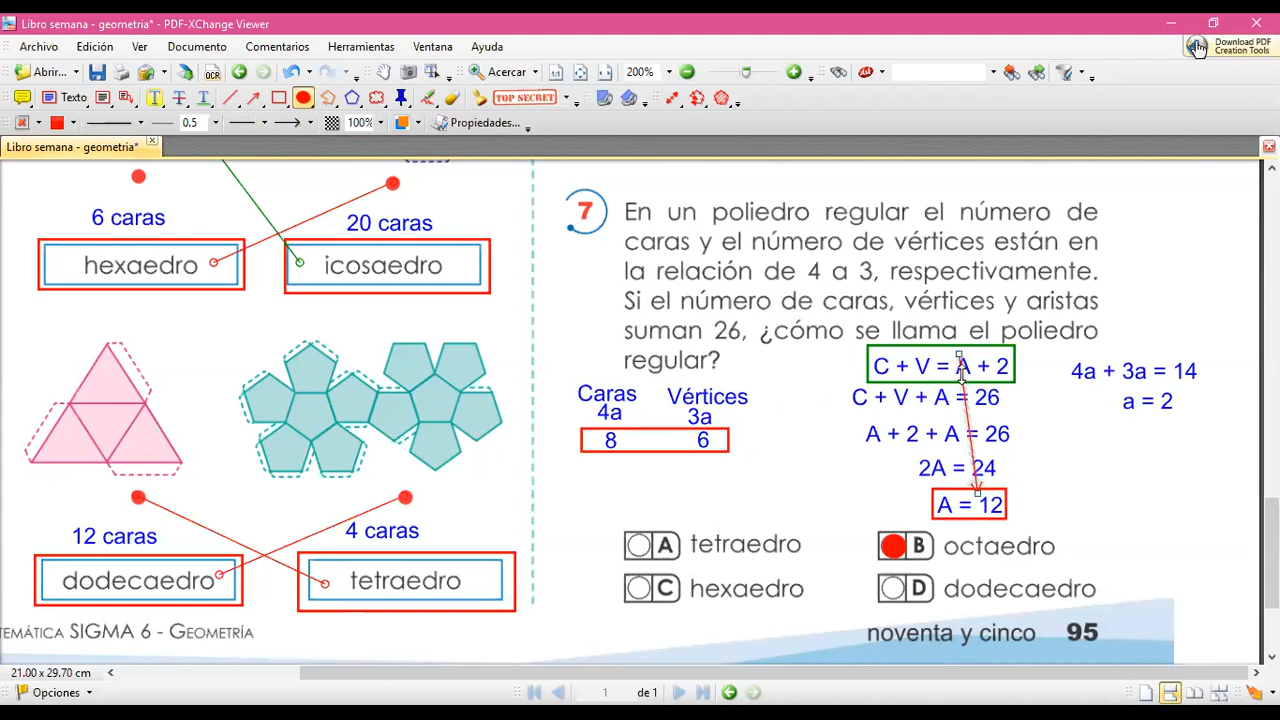 Libro semana - geometria* - PDF-XChange Viewer
Archivo Edición Ver Documento Comentarios Herramientas Ventana Ayuda
Download PDF
Creation Tools
Abrir... OCR Acercar 1:1 200%
Texto TOP SECRET
0.5 100% Propiedades...
Libro semana - geometria*
6 caras
20 caras
hexaedro
icosaedro
12 caras
4 caras
dodecaedro
tetraedro
TEMÁTICA SIGMA 6 - GEOMETRÍA
7
En un poliedro regular el número de
caras y el número de vértices están en
la relación de 4 a 3, respectivamente.
Si el número de caras, vértices y aristas
suman 26, ¿cómo se llama el poliedro
regular?
Caras Vértices
4a 3a
8 6
C + V = A + 2
C + V + A = 26
A + 2 + A = 26
2A = 24
A = 12
4a + 3a = 14
a = 2
A tetraedro
B octaedro
C hexaedro
D dodecaedro
noventa y cinco 95
21.00 x 29.70 cm
Opciones 1 de 1